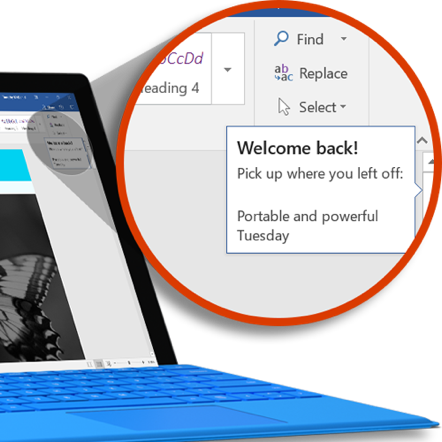 CcDd
eading 4
Find
Replace
Select
Welcome back!
Pick up where you left off:
Portable and powerful
Tuesday